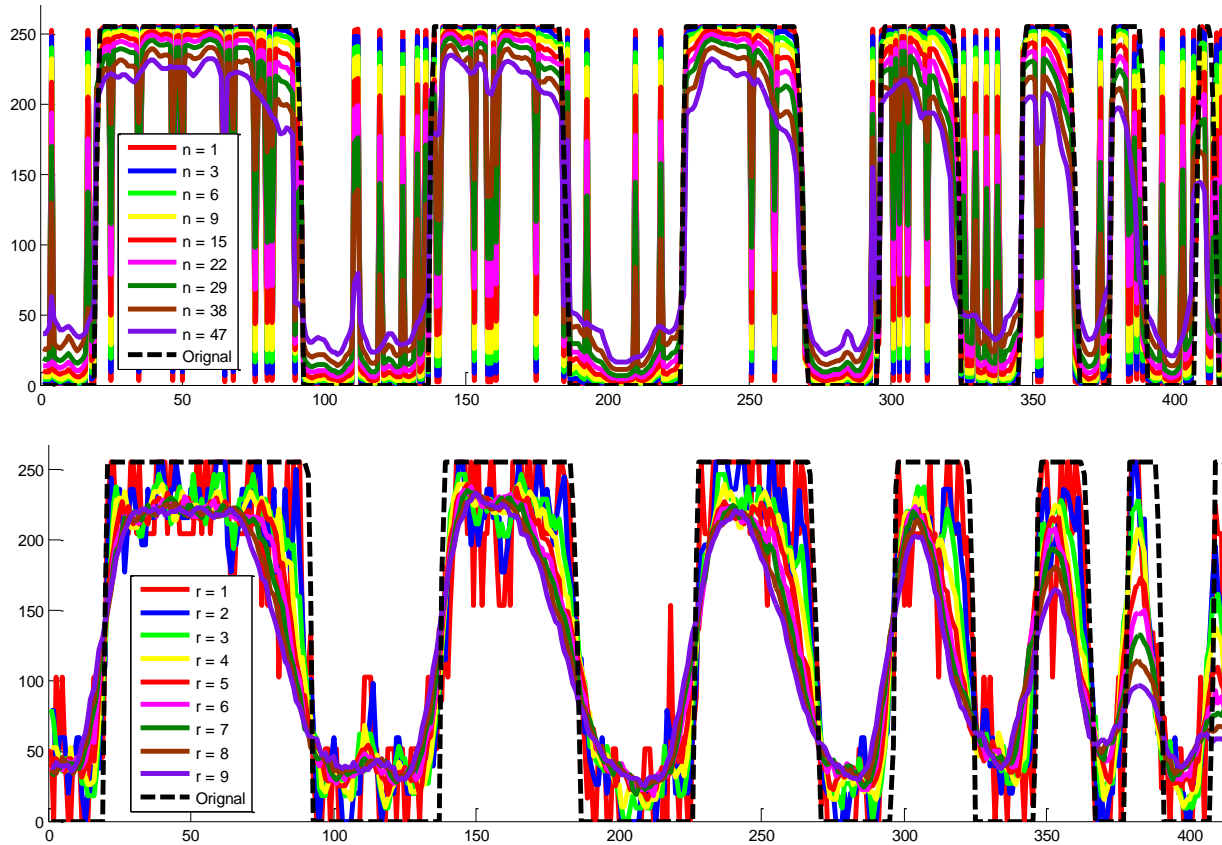 250
200
150
100
50
0
n = 1
n = 3
n = 6
n = 9
n = 15
n = 22
n = 29
n = 38
n = 47
Orignal
0 50 100 150 200 250 300 350 400
250
200
150
100
50
0
r = 1
r = 2
r = 3
r = 4
r = 5
r = 6
r = 7
r = 8
r = 9
Orignal
0 50 100 150 200 250 300 350 400